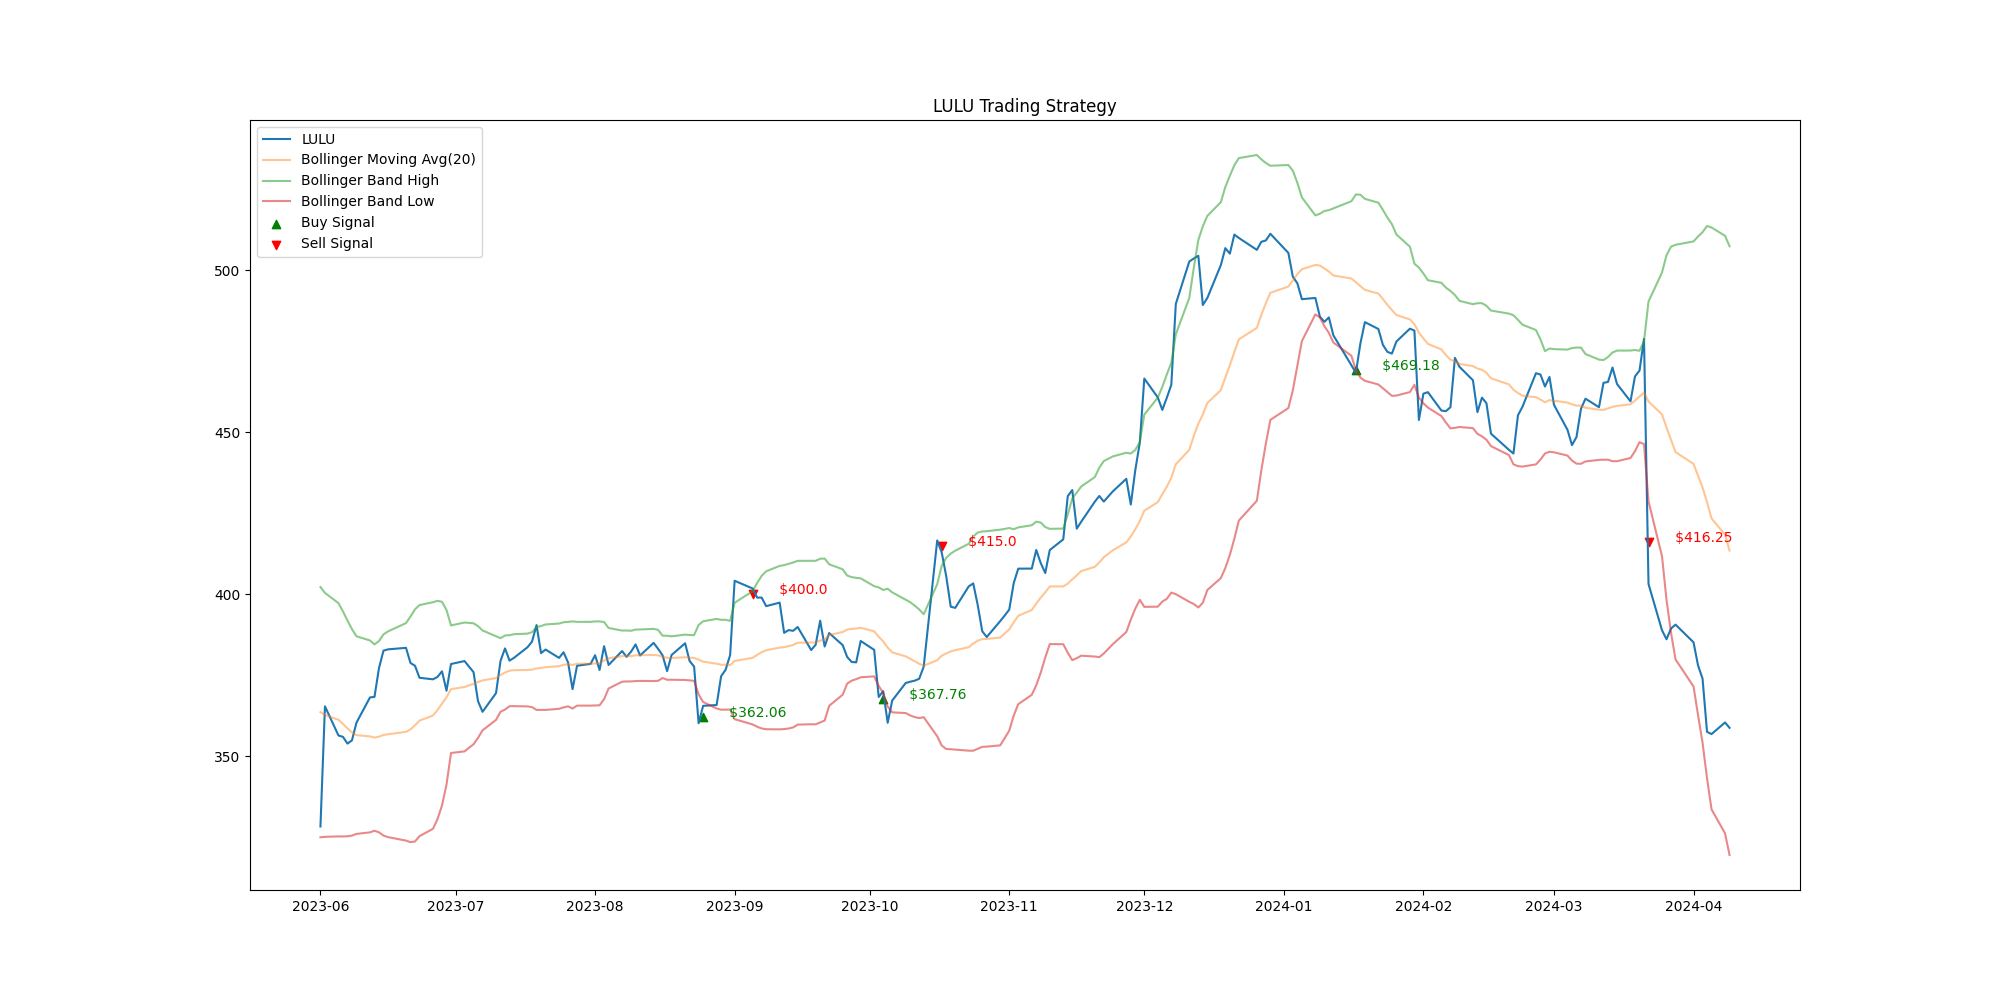 LULU Trading Strategy
LULU
Bollinger Moving Avg(20)
Bollinger Band High
Bollinger Band Low
Buy Signal
Sell Signal
500
450
400
350
$469.18
$415.0
$416.25
$400.0
$367.76
$362.06
2023-06 2023-07 2023-08 2023-09 2023-10 2023-11 2023-12 2024-01 2024-02 2024-03 2024-04